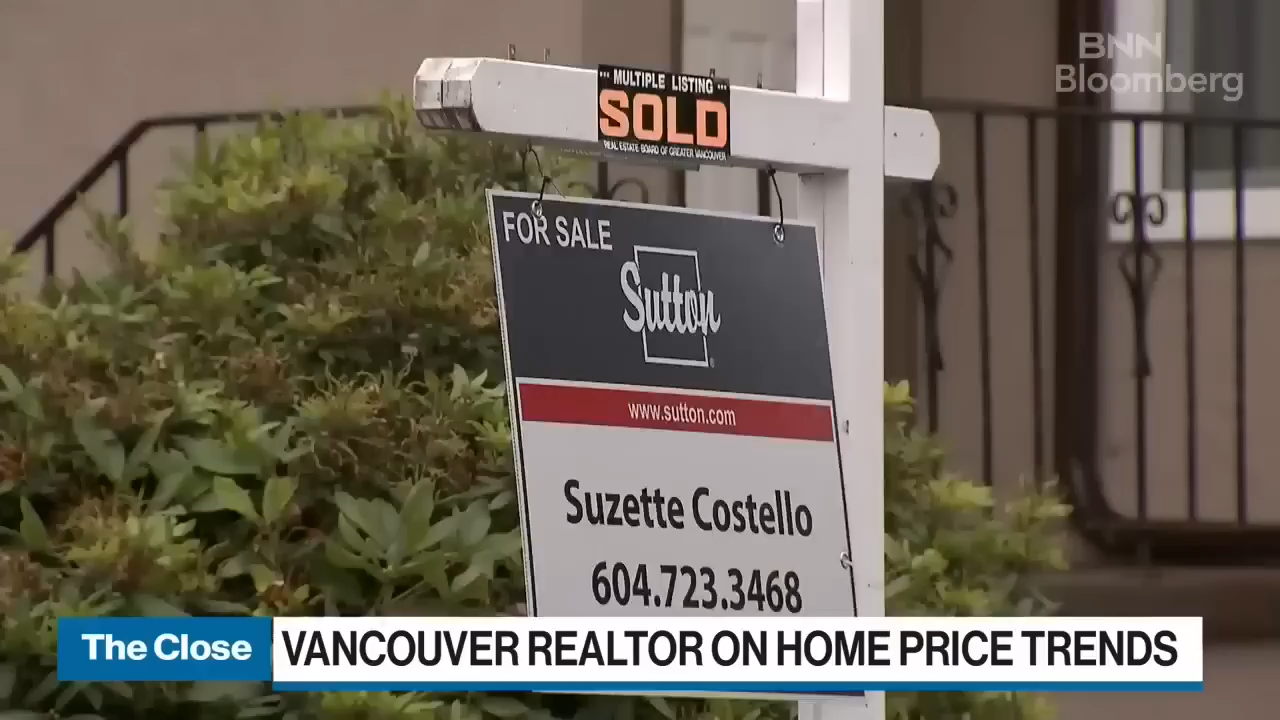 BNN
Bloomberg
··· MULTIPLE LISTING ···
SOLD
REAL ESTATE BOARD OF GREATER VANCOUVER
FOR SALE
Sutton
www.sutton.com
Suzette Costello
604.723.3468
The Close
VANCOUVER REALTOR ON HOME PRICE TRENDS